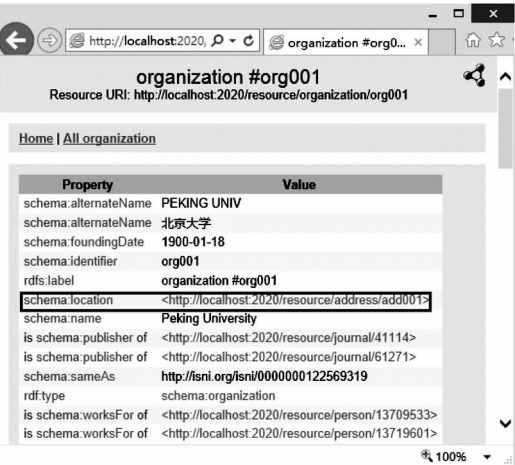 http://localhost:2020,
organization #org0...
organization #org001
Resource URI: http://localhost:2020/resource/organization/org001
Home | All organization
Property Value
schema:alternateName PEKING UNIV
schema:alternateName 北京大学
schema:foundingDate 1900-01-18
schema:identifier org001
rdfs:label organization #org001
schema:location <http://localhost:2020/resource/address/add001>
schema:name Peking University
is schema:publisher of <http://localhost:2020/resource/journal/41114>
is schema:publisher of <http://localhost:2020/resource/journal/61271>
schema:sameAs http://isni.org/isni/0000000122569319
rdf:type schema:organization
is schema:worksFor of <http://localhost:2020/resource/person/13709533>
is schema:worksFor of <http://localhost:2020/resource/person/13719601>
100%